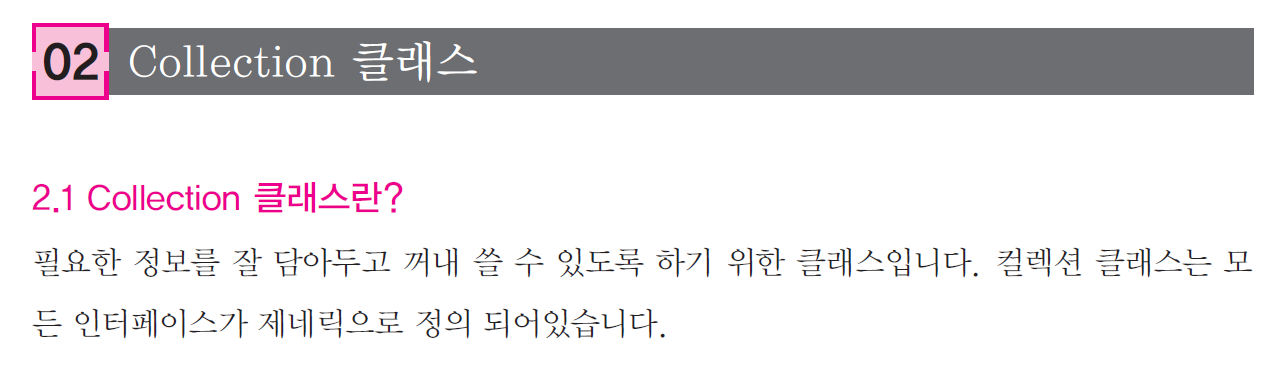 02 Collection 클래스
2.1 Collection 클래스란?
필요한 정보를 잘 담아두고 꺼내 쓸 수 있도록 하기 위한 클래스입니다. 컬렉션 클래스는 모
든 인터페이스가 제네릭으로 정의 되어있습니다.